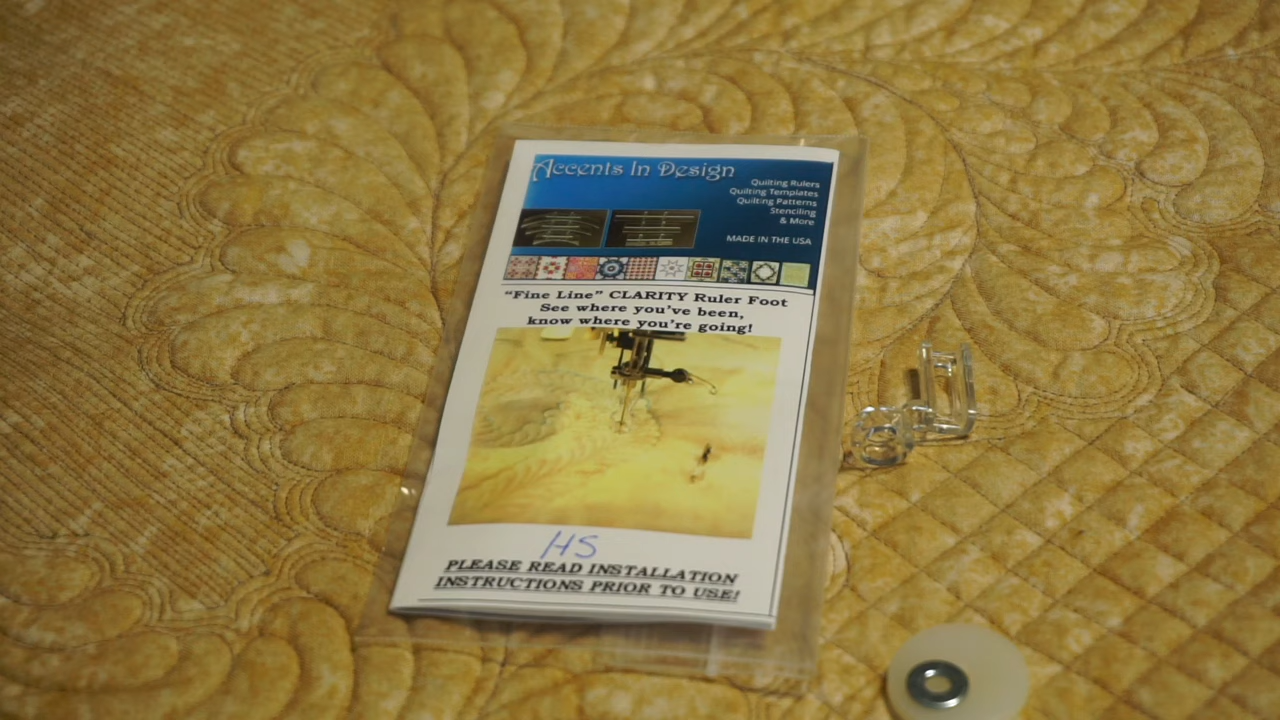 Accents In Design
Quilting Rulers
Quilting Templates
Quilting Patterns
Stenciling
& More
MADE IN THE USA
“Fine Line” CLARITY Ruler Foot
See where you’ve been,
know where you’re going!
HS
PLEASE READ INSTALLATION
INSTRUCTIONS PRIOR TO USE!